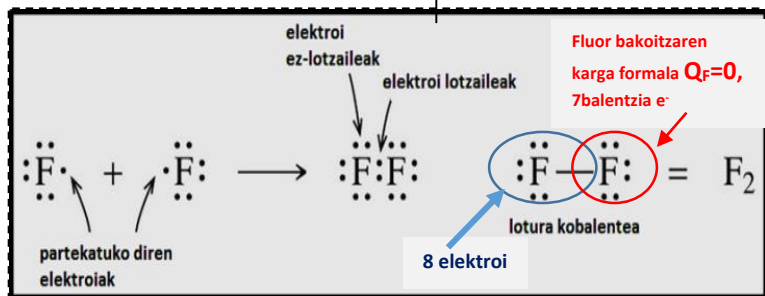 elektroi
ez-lotzaileak
elektroi lotzaileak
Fluor bakoitzaren
karga formala QF=0,
7balentzia e-
:F· + ·F: → :F:F: :F—F: = F2
partekatuko diren
elektroiak
8 elektroi
lotura kobalentea